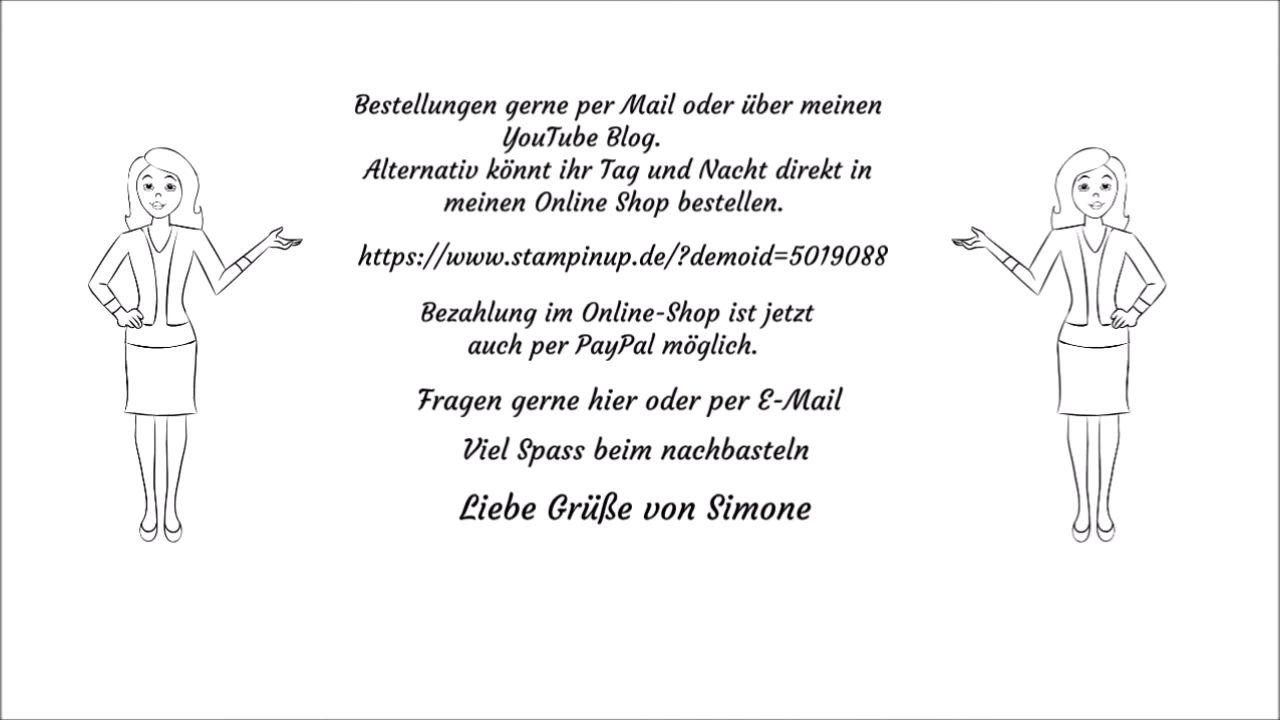 Bestellungen gerne per Mail oder über meinen
YouTube Blog.
Alternativ könnt ihr Tag und Nacht direkt in
meinen Online Shop bestellen.
https://www.stampinup.de/?demoid=5019088
Bezahlung im Online-Shop ist jetzt
auch per PayPal möglich.
Fragen gerne hier oder per E-Mail
Viel Spass beim nachbasteln
Liebe Grüße von Simone